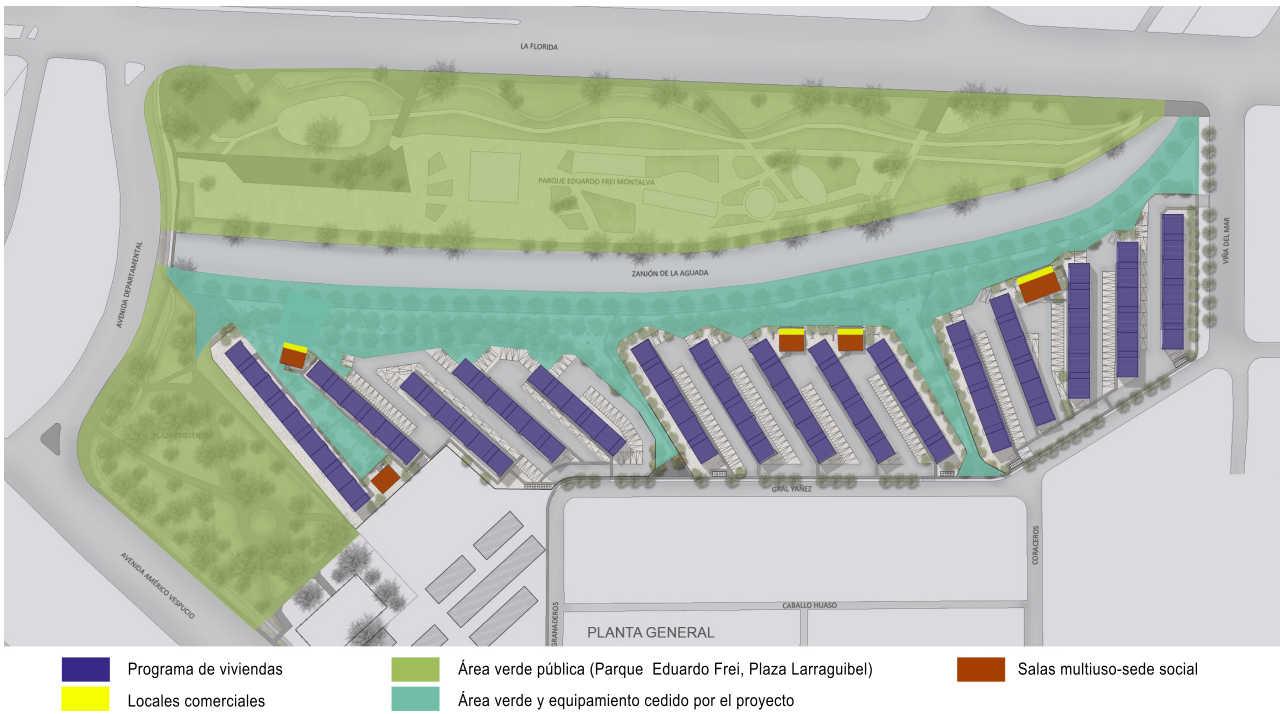 LA FLORIDA
PARQUE EDUARDO FREI MONTALVA
AVENIDA DEPARTAMENTAL
ZANJÓN DE LA AGUADA
VIÑA DEL MAR
GRAL YAÑEZ
AVENIDA AMÉRICO VESPUCIO
GRANADEROS
CORACEROS
CABALLO HUASO
PLANTA GENERAL
Programa de viviendas
Locales comerciales
Área verde pública (Parque Eduardo Frei, Plaza Larraguibel)
Área verde y equipamiento cedido por el proyecto
Salas multiuso-sede social